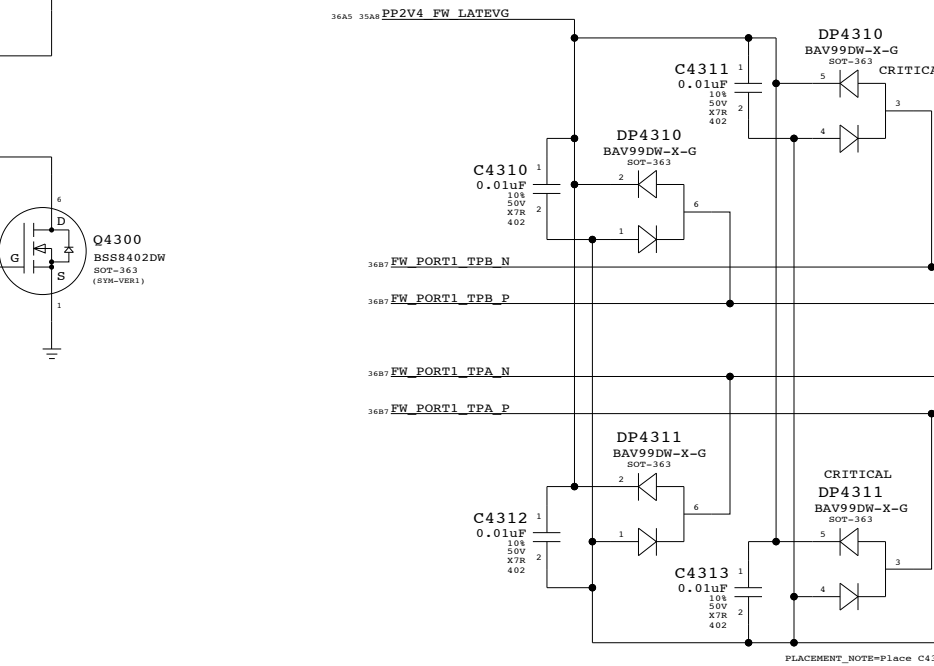 36A5 35A8 PP2V4_FW_LATEVG
DP4310
BAV99DW-X-G
SOT-363
CRITICA
C4311
0.01uF
10%
50V
X7R
402
1
2
5
4
3
DP4310
BAV99DW-X-G
SOT-363
C4310
0.01uF
10%
50V
X7R
402
1
2
2
1
6
6
D
G
S
1
Q4300
BSS8402DW
SOT-363
(SYM-VER1)
36B7 FW_PORT1_TPB_N
36B7 FW_PORT1_TPB_P
36B7 FW_PORT1_TPA_N
36B7 FW_PORT1_TPA_P
DP4311
BAV99DW-X-G
SOT-363
C4312
0.01uF
10%
50V
X7R
402
1
2
2
1
6
CRITICAL
DP4311
BAV99DW-X-G
SOT-363
C4313
0.01uF
10%
50V
X7R
402
1
2
5
4
3
PLACEMENT_NOTE=Place C43